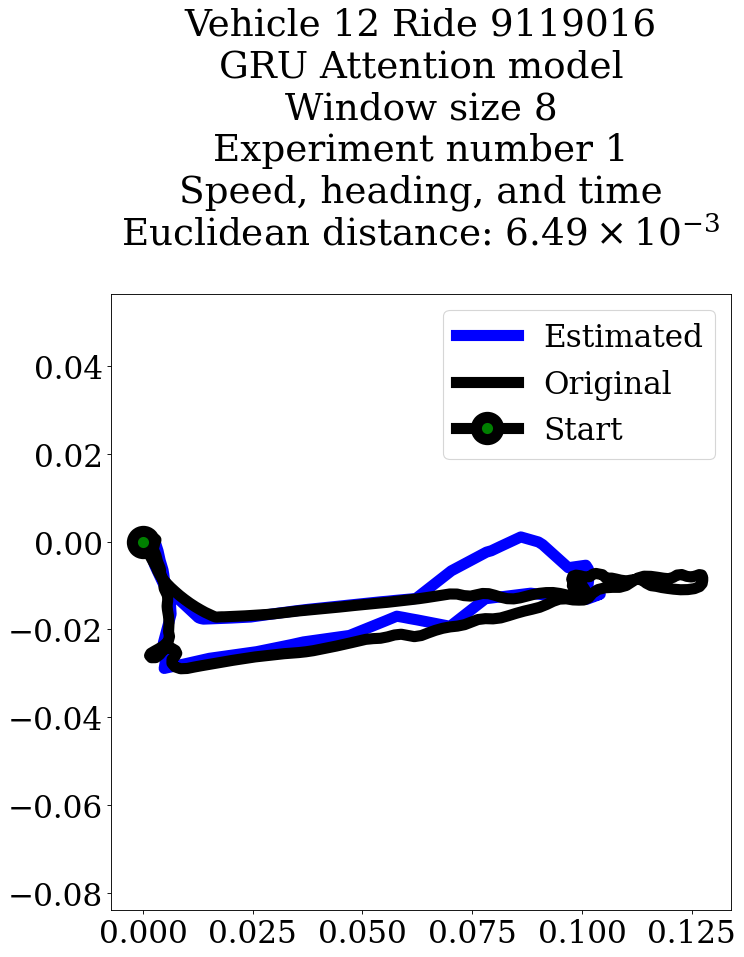 Vehicle 12 Ride 9119016
GRU Attention model
Window size 8
Experiment number 1
Speed, heading, and time
Euclidean distance: 6.49 × 10⁻³
Estimated
Original
Start
0.04
0.02
0.00
−0.02
−0.04
−0.06
−0.08
0.000 0.025 0.050 0.075 0.100 0.125